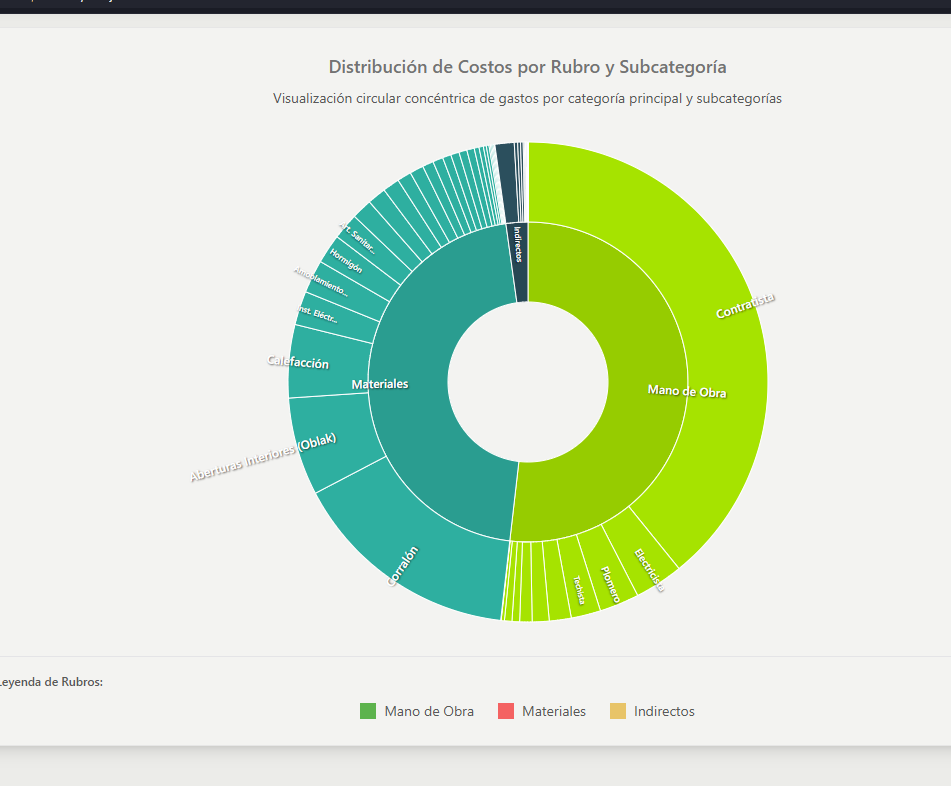 Distribución de Costos por Rubro y Subcategoría
Visualización circular concéntrica de gastos por categoría principal y subcategorías
Indirectos
Art. Sanitar...
Hormigón
Amoblamiento...
Inst. Eléctr...
Calefacción
Materiales
Aberturas Interiores (Oblak)
Corralón
Contratista
Mano de Obra
Electricista
Plomero
Techista
Leyenda de Rubros:
Mano de Obra
Materiales
Indirectos